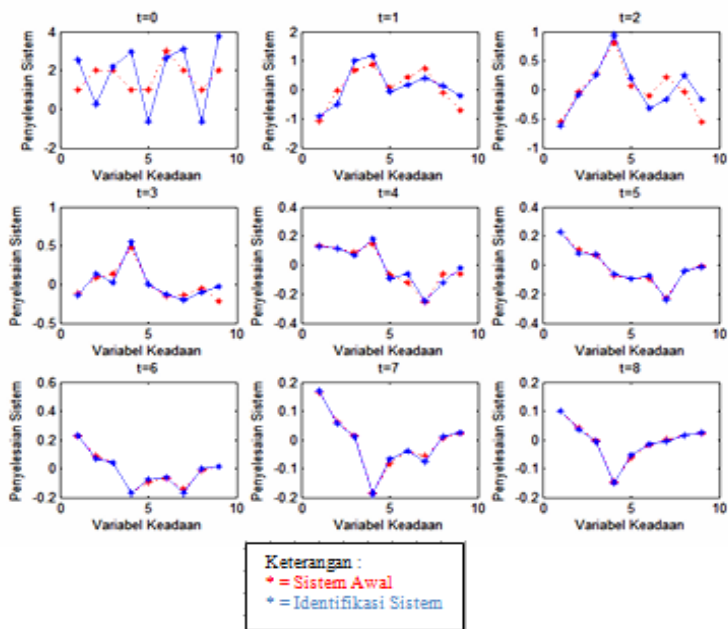 t=0
t=1
t=2
Penyelesaian Sistem
4
2
0
-2
0
5
10
Variabel Keadaan
Penyelesaian Sistem
2
1
0
-1
-2
0
5
10
Variabel Keadaan
Penyelesaian Sistem
1
0.5
0
-0.5
-1
0
5
10
Variabel Keadaan
t=3
t=4
t=5
Penyelesaian Sistem
1
0.5
0
-0.5
0
5
10
Variabel Keadaan
Penyelesaian Sistem
0.4
0.2
0
-0.2
-0.4
0
5
10
Variabel Keadaan
Penyelesaian Sistem
0.4
0.2
0
-0.2
-0.4
0
5
10
Variabel Keadaan
t=6
t=7
t=8
Penyelesaian Sistem
0.6
0.4
0.2
0
-0.2
0
5
10
Variabel Keadaan
Penyelesaian Sistem
0.2
0.1
0
-0.1
-0.2
0
5
10
Variabel Keadaan
Penyelesaian Sistem
0.2
0.1
0
-0.1
-0.2
0
5
10
Variabel Keadaan
Keterangan :
* = Sistem Awal
* = Identifikasi Sistem